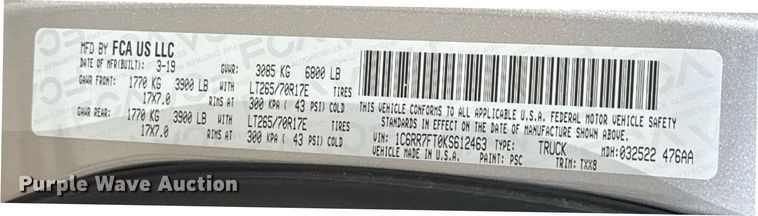 MFD BY FCA US LLC
DATE OF MFR(BUILT): 3-19 GVWR: 3085 KG 6800 LB
GAWR FRONT: 1770 KG 3900 LB WITH LT265/70R17E TIRES
17X7.0 RIMS AT 300 KPA ( 43 PSI) COLD
GAWR REAR: 1770 KG 3900 LB WITH LT265/70R17E TIRES
17X7.0 RIMS AT 300 KPA ( 43 PSI) COLD
THIS VEHICLE CONFORMS TO ALL APPLICABLE U.S.A. FEDERAL MOTOR VEHICLE SAFETY
STANDARDS IN EFFECT ON THE DATE OF MANUFACTURE SHOWN ABOVE.
VIN: 1C6RR7FT0KS612463 TYPE: TRUCK MDH: 032522 476AA
VEHICLE MADE IN U.S.A. PAINT: PSC TRIM: TXX8
Purple Wave Auction